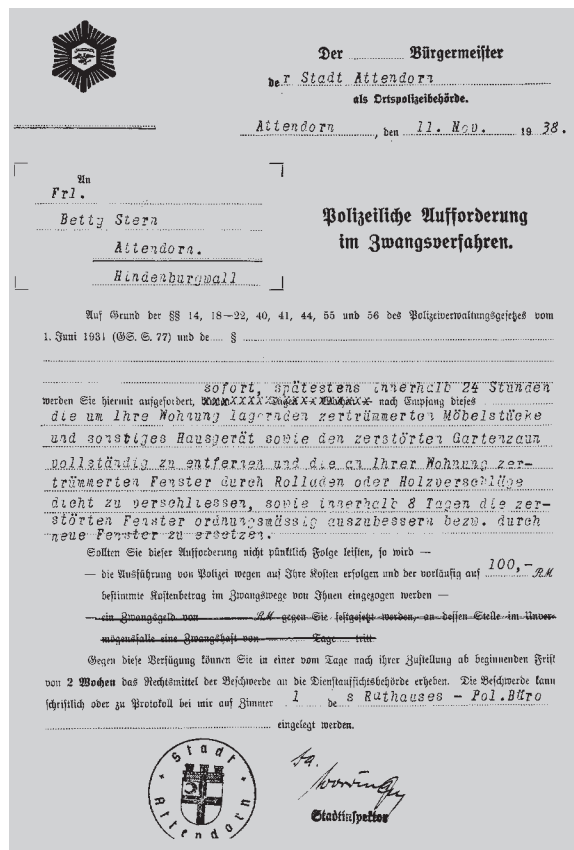 Der Bürgermeister
der Stadt Attendorn
als Ortspolizeibehörde.
Attendorn, den 11. Nov. 1938.
An
Frl.
Betty Stern
Attendorn.
Hindenburgwall
Polizeiliche Aufforderung
im Zwangsverfahren.
Auf Grund der §§ 14, 18—22, 40, 41, 44, 55 und 56 des Polizeiverwaltungsgesetzes vom
1. Juni 1931 (GS. S. 77) und de §
sofort, spätestens innerhalb 24 Stunden
werden Sie hiermit aufgefordert, nach Empfang dieses
die um Ihre Wohnung lagernden zertrümmerten Möbelstücke
und sonstiges Hausgerät sowie den zerstörten Gartenzaun
vollständig zu entfernen und die an Ihrer Wohnung zer-
trümmerten Fenster durch Rolladen oder Holzverschläge
dicht zu verschliessen, sowie innerhalb 8 Tagen die zer-
störten Fenster ordnungsmässig auszubessern bezw. durch
neue Fenster zu ersetzen.
Sollten Sie dieser Aufforderung nicht pünktlich Folge leisten, so wird —
— die Ausführung von Polizei wegen auf Ihre Kosten erfolgen und der vorläufig auf 100,- RM
bestimmte Kostenbetrag im Zwangswege von Ihnen eingezogen werden —
— ein Zwangsgeld von RM gegen Sie festgesetzt werden, an dessen Stelle im Unver-
mögensfalle eine Zwangshaft von Tage tritt
Gegen diese Verfügung können Sie in einer vom Tage nach ihrer Zustellung ab beginnenden Frist
von 2 Wochen das Rechtsmittel der Beschwerde an die Dienstaufsichtsbehörde erheben. Die Beschwerde kann
schriftlich oder zu Protokoll bei mir auf Zimmer 1 des Rathauses - Pol.Büro
eingelegt werden.
Stadt
Attendorn
Stadtinspektor